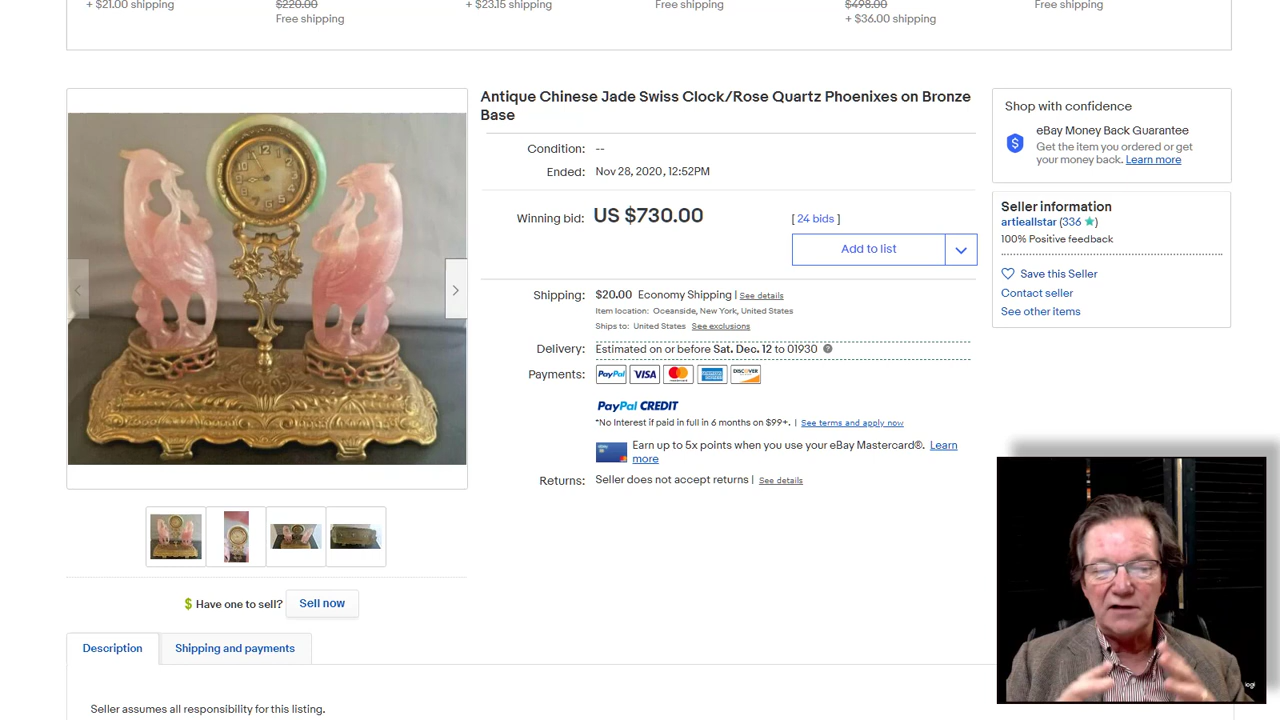 + $21.00 shipping
$220.00
Free shipping
+ $23.15 shipping
Free shipping
$498.00
+ $36.00 shipping
Free shipping
Antique Chinese Jade Swiss Clock/Rose Quartz Phoenixes on Bronze
Base
Condition: --
Ended: Nov 28, 2020, 12:52PM
Winning bid: US $730.00 [ 24 bids ]
Add to list
Shipping: $20.00 Economy Shipping | See details
Item location: Oceanside, New York, United States
Ships to: United States See exclusions
Delivery: Estimated on or before Sat. Dec. 12 to 01930
Payments: PayPal VISA MasterCard DISCOVER
PayPal CREDIT
*No Interest if paid in full in 6 months on $99+. | See terms and apply now
Earn up to 5x points when you use your eBay Mastercard®. Learn
more
Returns: Seller does not accept returns | See details
Shop with confidence
eBay Money Back Guarantee
Get the item you ordered or get
your money back. Learn more
Seller information
artieallstar (336)
100% Positive feedback
Save this Seller
Contact seller
See other items
$ Have one to sell? Sell now
Description
Shipping and payments
Seller assumes all responsibility for this listing.
logi